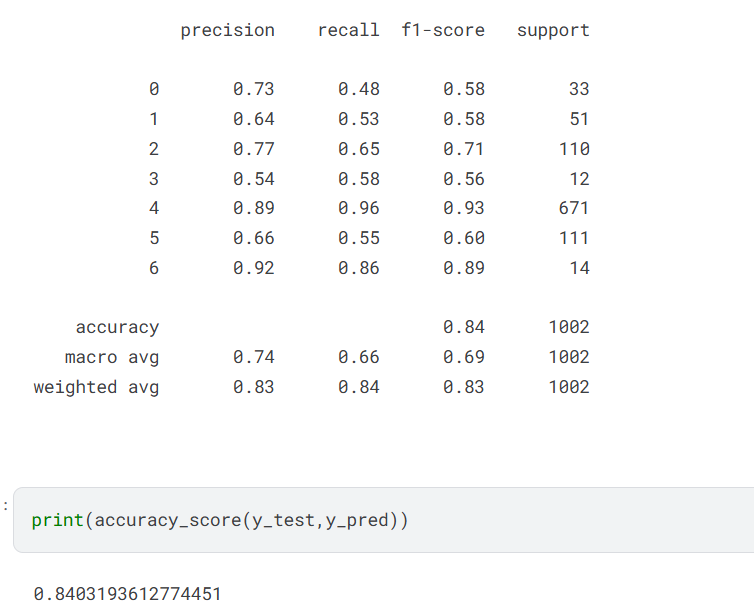 precision recall f1-score support
0 0.73 0.48 0.58 33
1 0.64 0.53 0.58 51
2 0.77 0.65 0.71 110
3 0.54 0.58 0.56 12
4 0.89 0.96 0.93 671
5 0.66 0.55 0.60 111
6 0.92 0.86 0.89 14
accuracy 0.84 1002
macro avg 0.74 0.66 0.69 1002
weighted avg 0.83 0.84 0.83 1002
: print(accuracy_score(y_test,y_pred))
0.8403193612774451